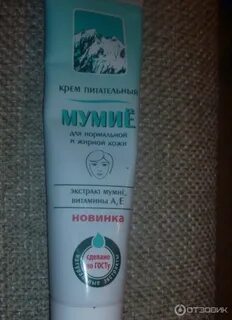 крем питательный
МУМИЁ
для нормальной
и жирной кожи
экстракт мумиё,
витамины А, Е
новинка
сделано
по ГОСТу
ОТЗОВИК